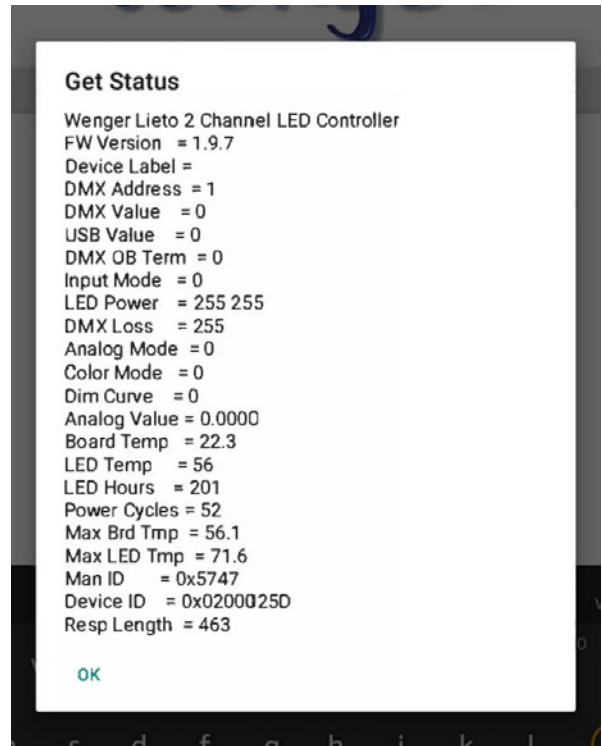 Get Status
Wenger Lieto 2 Channel LED Controller
FW Version = 1.9.7
Device Label =
DMX Address = 1
DMX Value = 0
USB Value = 0
DMX OB Term = 0
Input Mode = 0
LED Power = 255 255
DMX Loss = 255
Analog Mode = 0
Color Mode = 0
Dim Curve = 0
Analog Value = 0.0000
Board Temp = 22.3
LED Temp = 56
LED Hours = 201
Power Cycles = 52
Max Brd Tmp = 56.1
Max LED Tmp = 71.6
Man ID = 0x5747
Device ID = 0x0200025D
Resp Length = 463
OK
s d f g h j k l